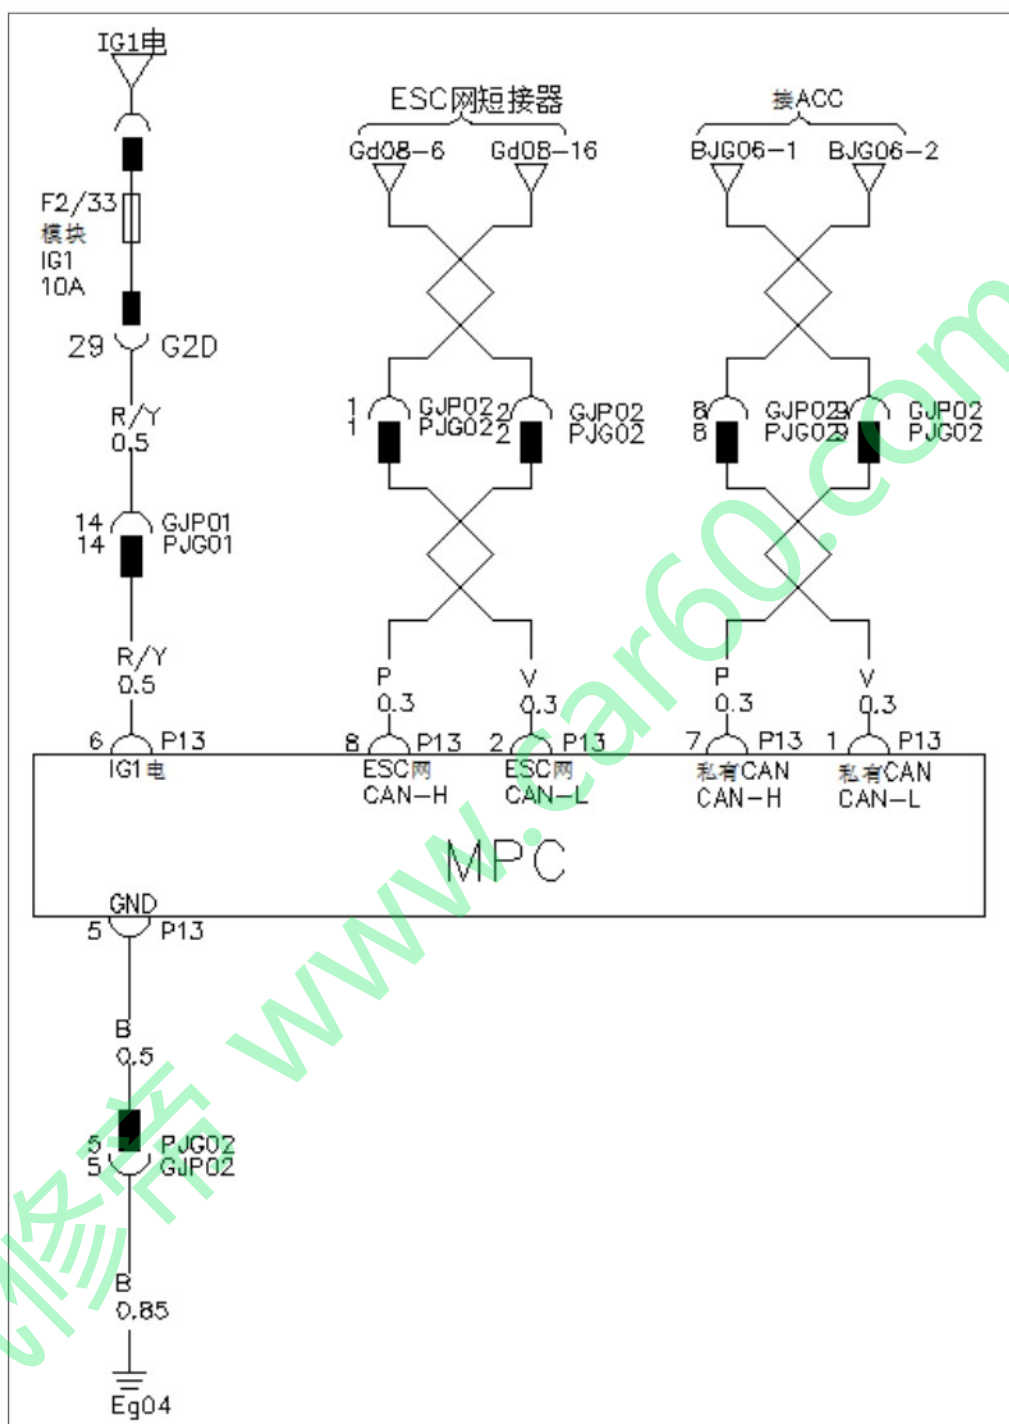 IG1电
ESC网短接器
接ACC
Gd08-6
Gd08-16
BJG06-1
BJG06-2
F2/33
模块
IG1
10A
29
G2D
R/Y
0.5
1
GJP02
1
PJG02
2
GJP02
2
PJG02
8
GJP02
8
PJG02
9
GJP02
9
PJG02
14
GJP01
14
PJG01
R/Y
0.5
P
0.3
V
0.3
P
0.3
V
0.3
6
P13
8
P13
2
P13
7
P13
1
P13
IG1电
ESC网
CAN-H
ESC网
CAN-L
私有CAN
CAN-H
私有CAN
CAN-L
MPC
GND
5
P13
B
0.5
5
PJG02
5
GJP02
B
0.85
Eg04
修帝 www.car60.com